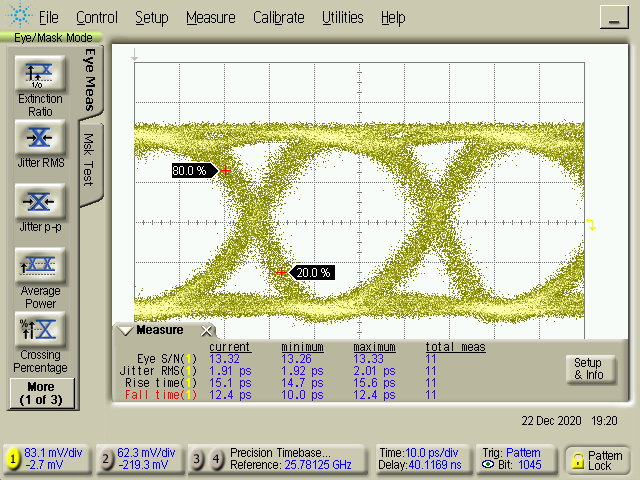 File Control Setup Measure Calibrate Utilities Help
Eye/Mask Mode
Eye Meas
Msk Test
1/0
Extinction
Ratio
Jitter RMS
Jitter p-p
Average
Power
%
Crossing
Percentage
More
(1 of 3)
80.0 %
20.0 %
Measure
current minimum maximum total meas
Eye S/N(1) 13.32 13.26 13.33 11
Jitter RMS(1) 1.91 ps 1.92 ps 2.01 ps 11
Rise time(1) 15.1 ps 14.7 ps 15.6 ps 11
Fall time(1) 12.4 ps 10.0 ps 12.4 ps 11
Setup
& Info
22 Dec 2020 19:20
1 83.1 mV/div
-2.7 mV
2 62.3 mV/div
-219.3 mV
3 4
Precision Timebase...
Reference: 25.78125 GHz
Time:10.0 ps/div
Delay:40.1169 ns
Trig: Pattern
Bit: 1045
Pattern
Lock